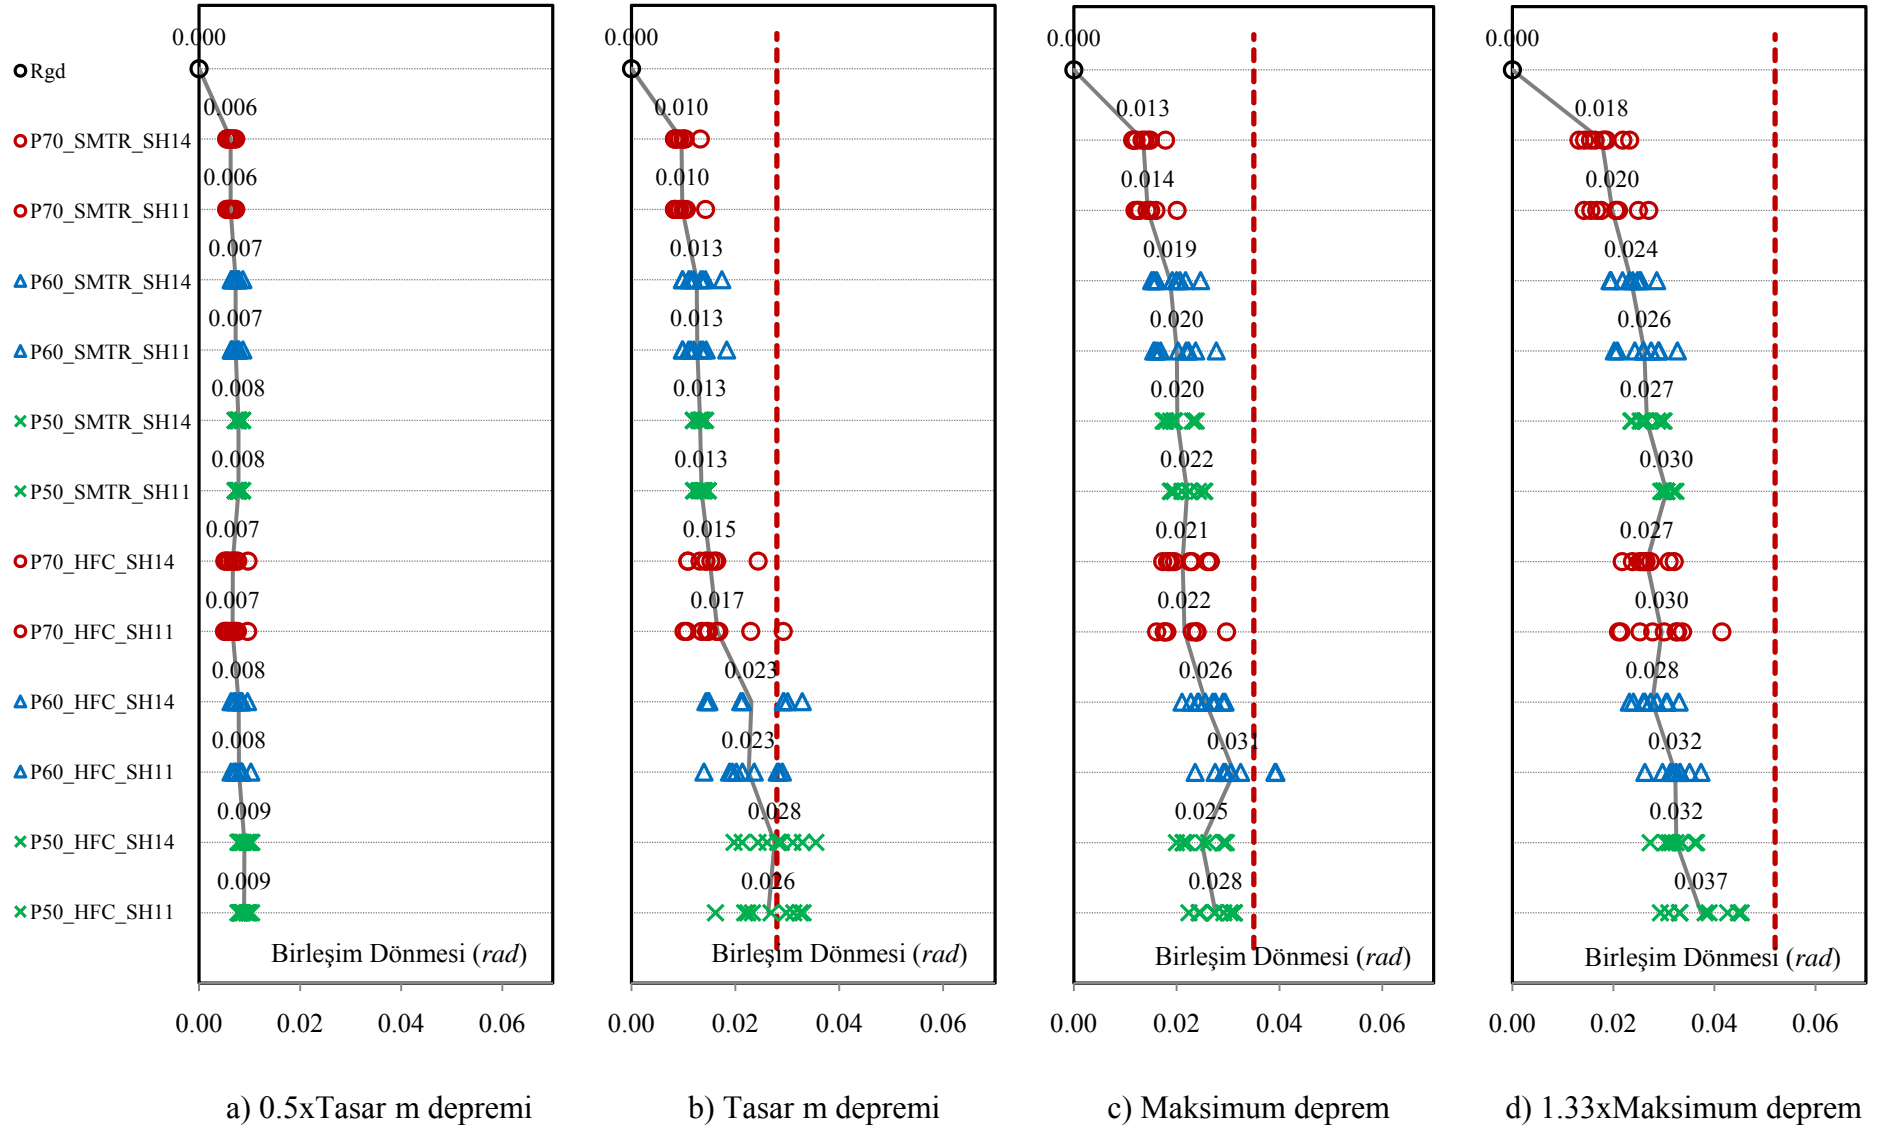 0.000 0.000 0.000 0.000
Rgd
0.006 0.010 0.013 0.018
P70_SMTR_SH14
0.006 0.010 0.014 0.020
P70_SMTR_SH11
0.007 0.013 0.019 0.024
P60_SMTR_SH14
0.007 0.013 0.020 0.026
P60_SMTR_SH11
0.008 0.013 0.020 0.027
P50_SMTR_SH14
0.008 0.013 0.022 0.030
P50_SMTR_SH11
0.007 0.015 0.021 0.027
P70_HFC_SH14
0.007 0.017 0.022 0.030
P70_HFC_SH11
0.008 0.023 0.026 0.028
P60_HFC_SH14
0.008 0.023 0.031 0.032
P60_HFC_SH11
0.009 0.028 0.025 0.032
P50_HFC_SH14
0.009 0.026 0.028 0.037
P50_HFC_SH11
Birleşim Dönmesi (rad) Birleşim Dönmesi (rad) Birleşim Dönmesi (rad) Birleşim Dönmesi (rad)
0.00 0.02 0.04 0.06 0.00 0.02 0.04 0.06 0.00 0.02 0.04 0.06 0.00 0.02 0.04 0.06
a) 0.5xTasar m depremi b) Tasar m depremi c) Maksimum deprem d) 1.33xMaksimum deprem